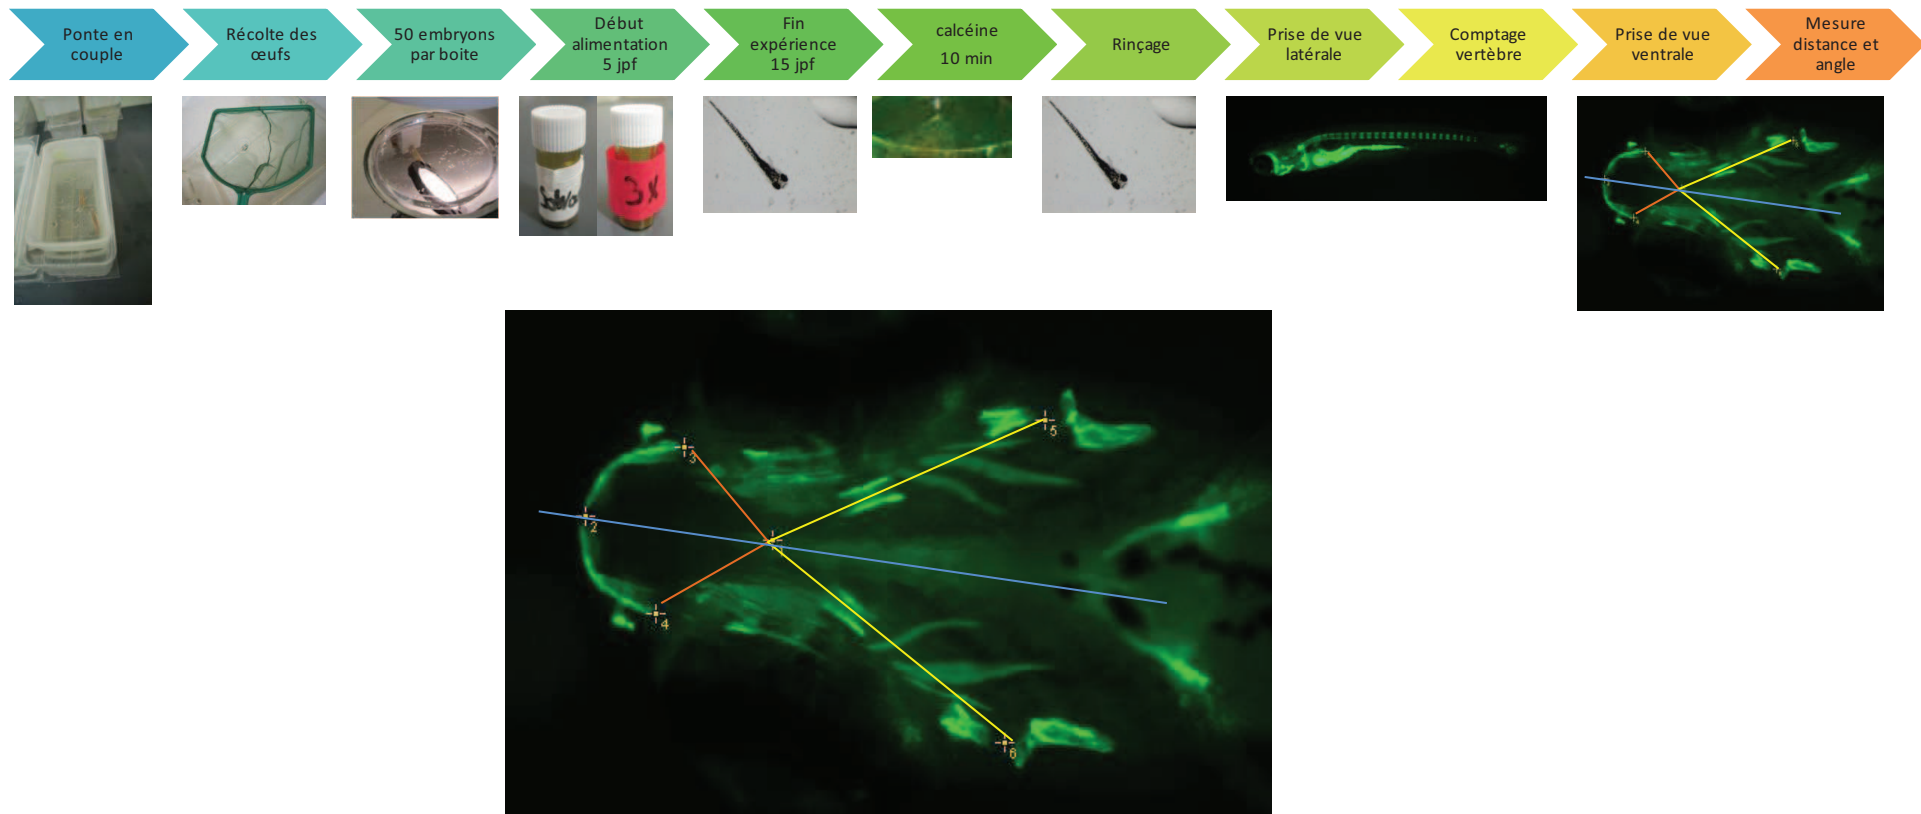 Ponte en
couple
Récolte des
œufs
50 embryons
par boite
Début
alimentation
5 jpf
Fin
expérience
15 jpf
calcéine
10 min
Rinçage
Prise de vue
latérale
Comptage
vertèbre
Prise de vue
ventrale
Mesure
distance et
angle
3X
3
5
2
1
4
6